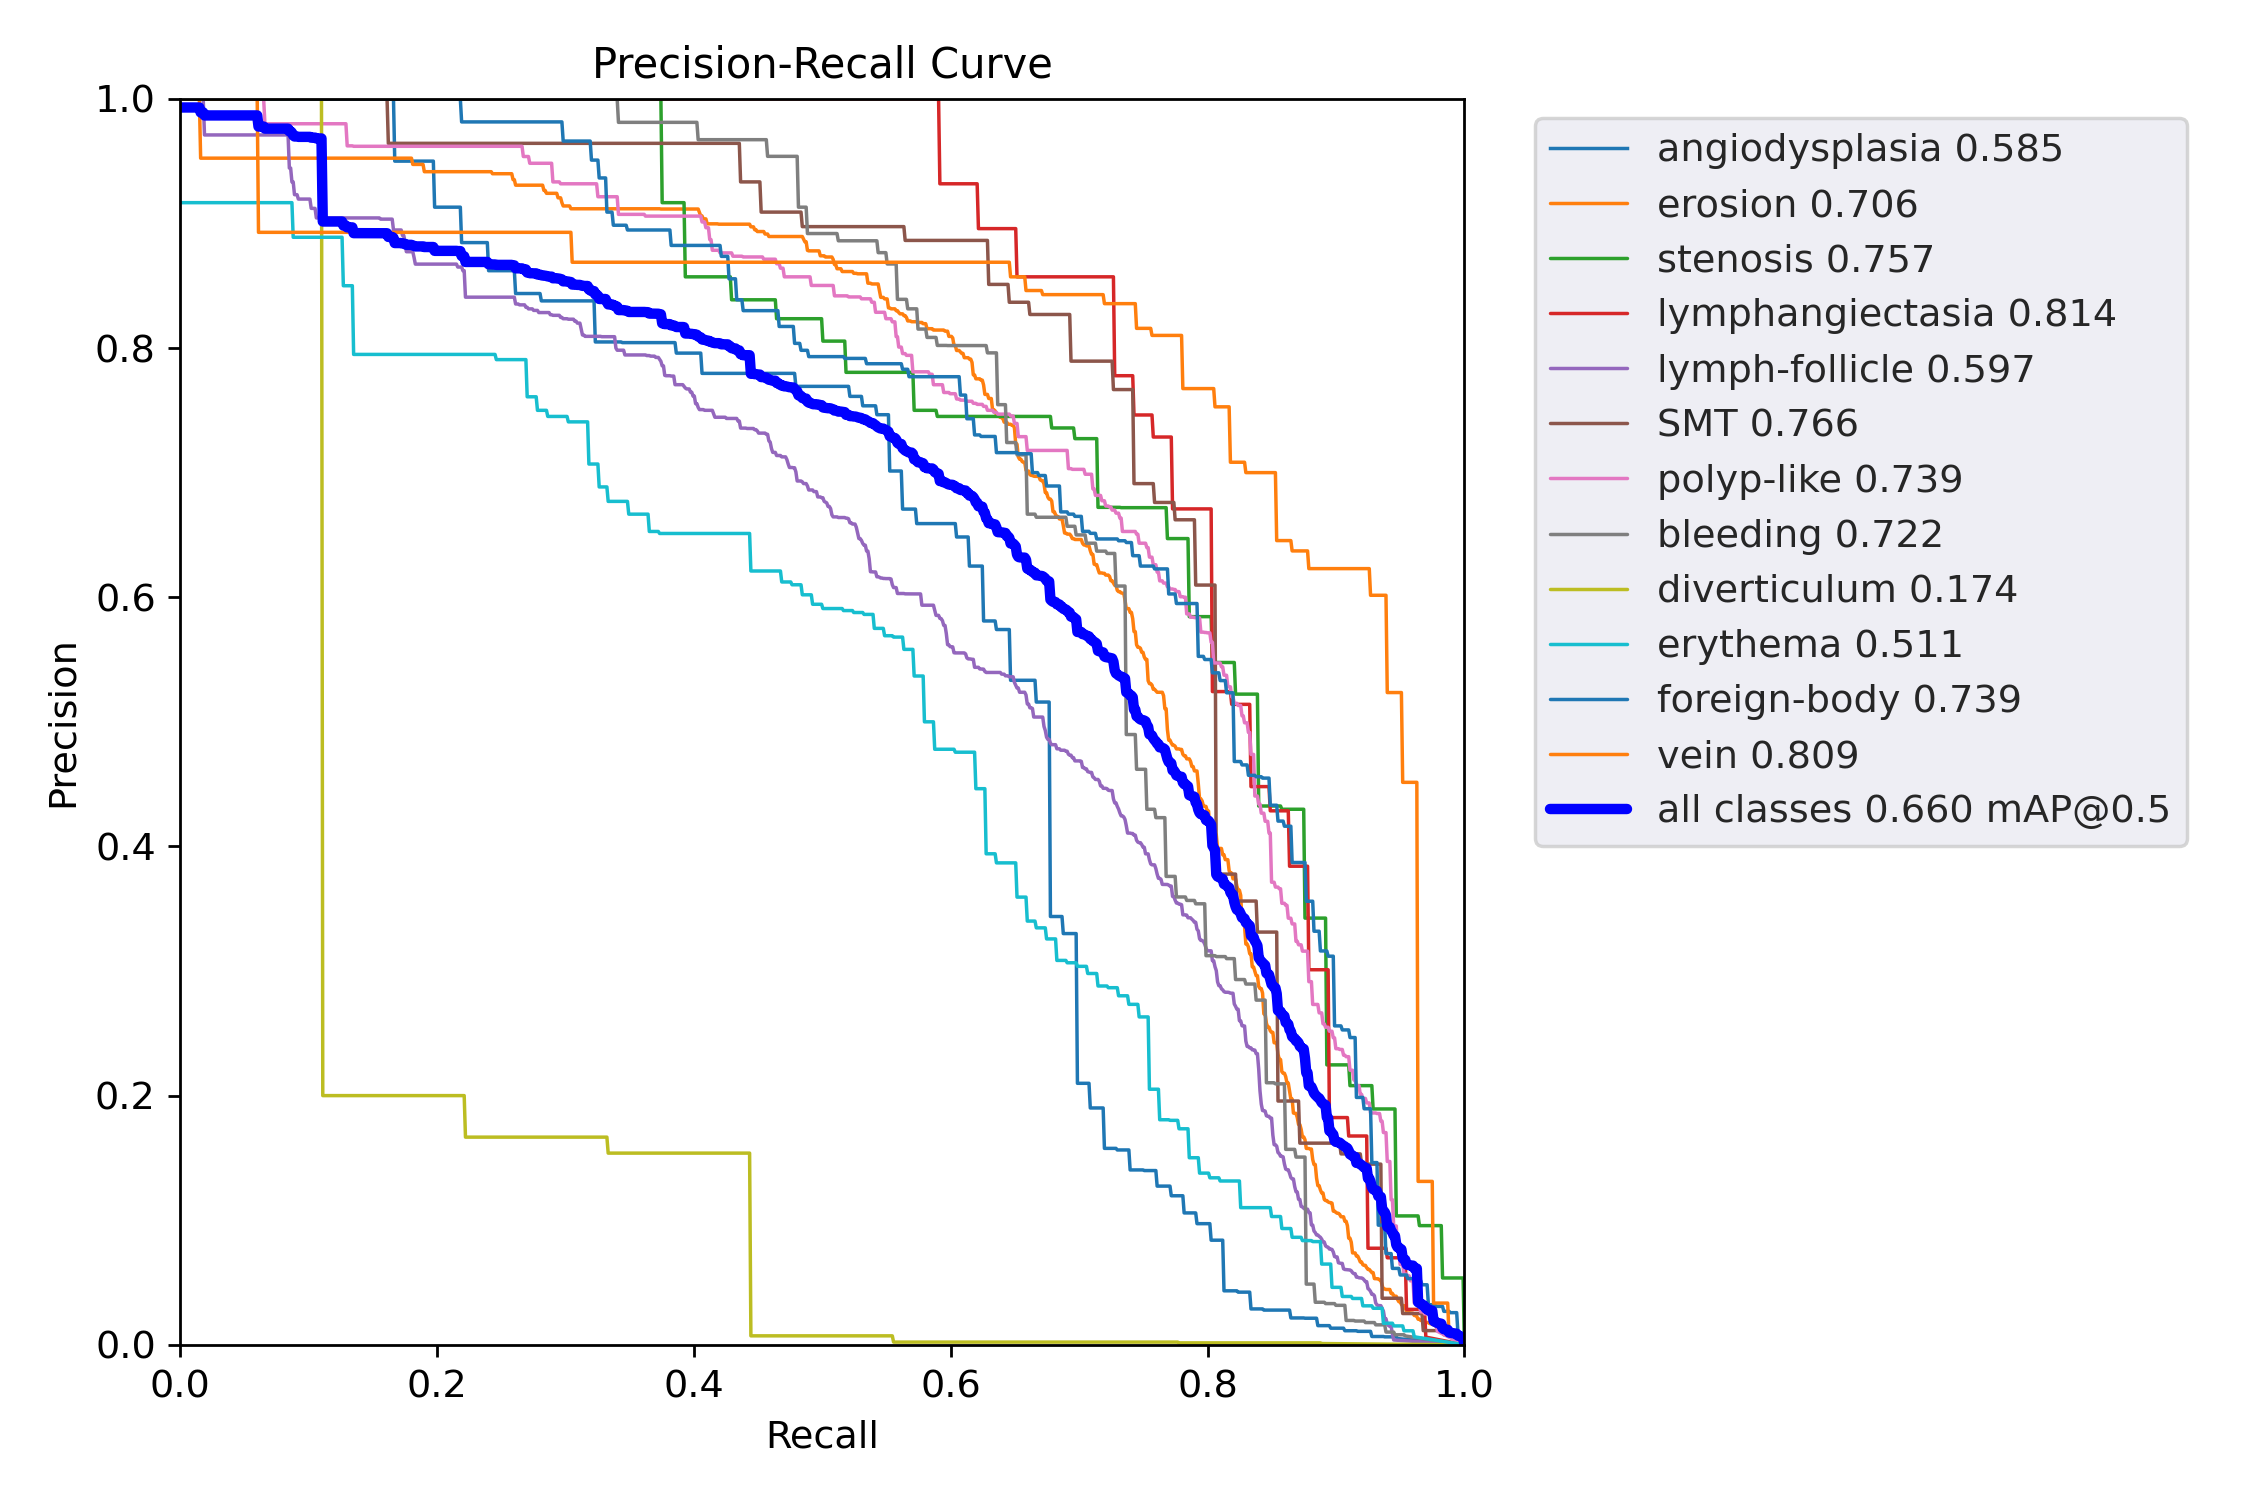 Precision-Recall Curve
1.0
0.8
0.6
0.4
0.2
0.0
Precision
0.0 0.2 0.4 0.6 0.8 1.0
Recall
angiodysplasia 0.585
erosion 0.706
stenosis 0.757
lymphangiectasia 0.814
lymph-follicle 0.597
SMT 0.766
polyp-like 0.739
bleeding 0.722
diverticulum 0.174
erythema 0.511
foreign-body 0.739
vein 0.809
all classes 0.660 mAP@0.5